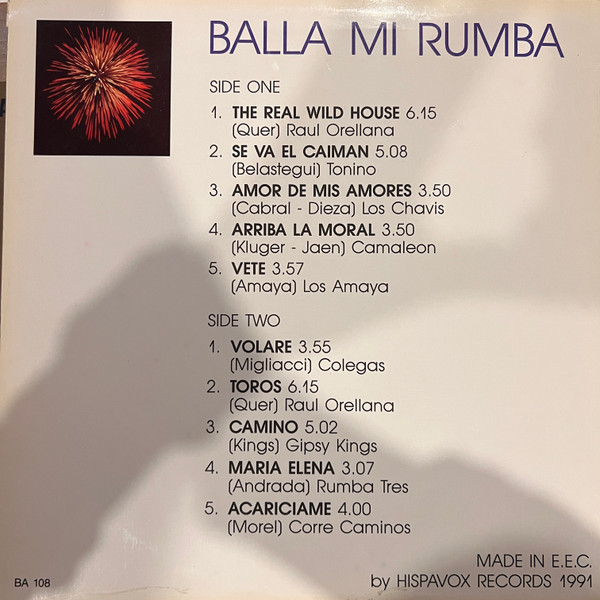 BALLA MI RUMBA
SIDE ONE
1. THE REAL WILD HOUSE 6.15
(Quer) Raul Orellana
2. SE VA EL CAIMAN 5.08
(Belastegui) Tonino
3. AMOR DE MIS AMORES 3.50
(Cabral - Dieza) Los Chavis
4. ARRIBA LA MORAL 3.50
(Kluger - Jaen) Camaleon
5. VETE 3.57
(Amaya) Los Amaya
SIDE TWO
1. VOLARE 3.55
(Migliacci) Colegas
2. TOROS 6.15
(Quer) Raul Orellana
3. CAMINO 5.02
(Kings) Gipsy Kings
4. MARIA ELENA 3.07
(Andrada) Rumba Tres
5. ACARICIAME 4.00
(Morel) Corre Caminos
MADE IN E.E.C.
BA 108 by HISPAVOX RECORDS 1991